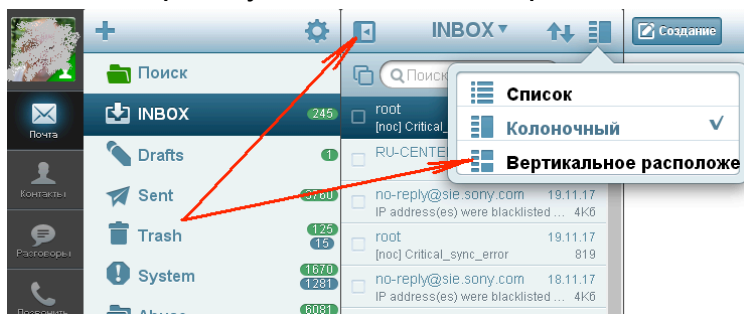 INBOX
Создание
Поиск
INBOX 245
Drafts 1
Sent 3760
Trash 125 15
System 1670 1281
6081
Почта
Контакты
Разговоры
Позвонить
Поиск
root
[noc] Critical_
RU-CENTE
no-reply@sie.sony.com 19.11.17
IP address(es) were blacklisted ... 4Кб
root 19.11.17
[noc] Critical_sync_error 819
no-reply@sie.sony.com 18.11.17
IP address(es) were blacklisted ... 4Кб
Список
Колоночный
Вертикальное расположе